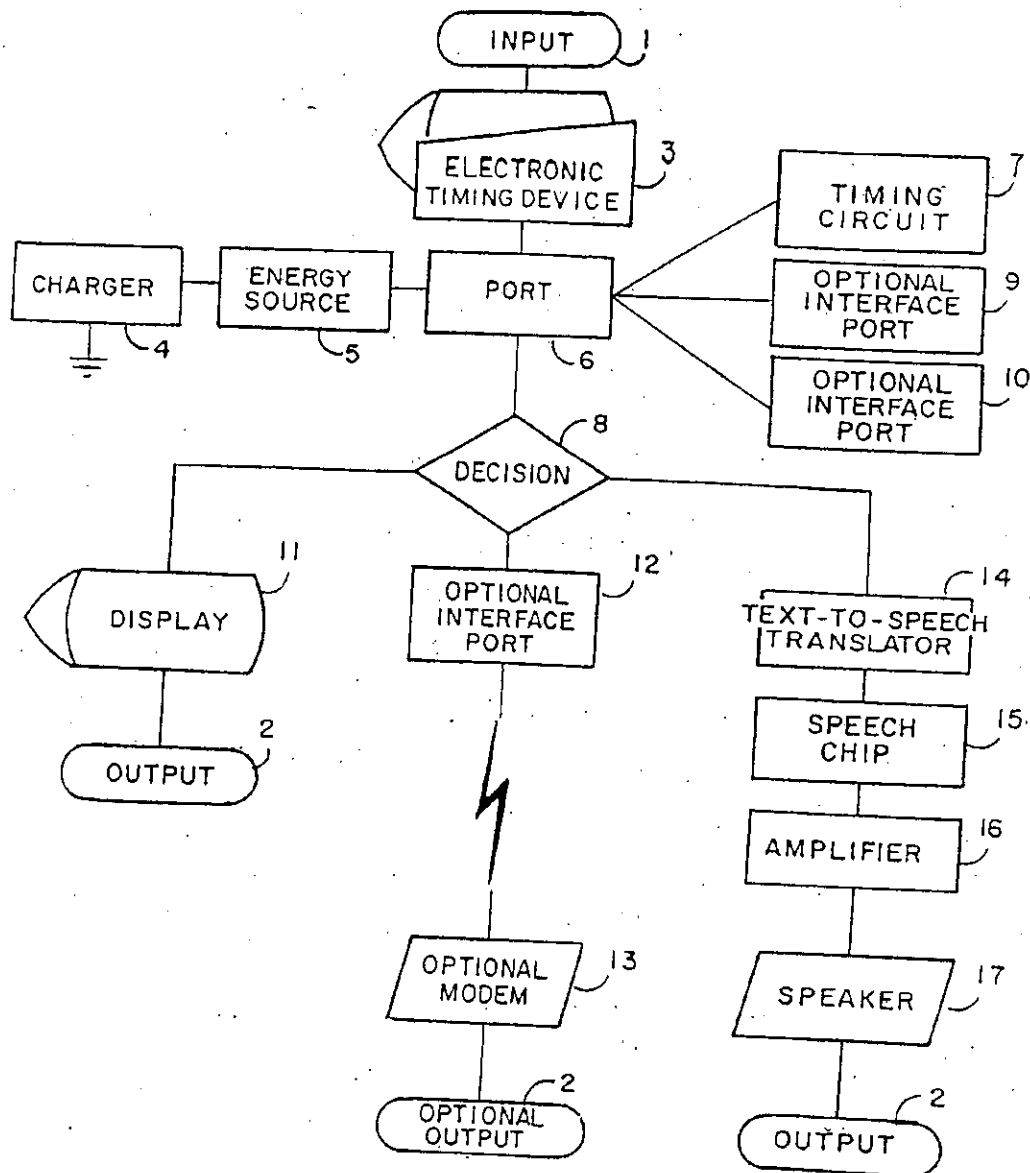 INPUT
1
ELECTRONIC
TIMING DEVICE
3
TIMING
CIRCUIT
7
CHARGER
4
ENERGY
SOURCE
5
PORT
6
OPTIONAL
INTERFACE
PORT
9
OPTIONAL
INTERFACE
PORT
10
DECISION
8
DISPLAY
11
OPTIONAL
INTERFACE
PORT
12
TEXT-TO-SPEECH
TRANSLATOR
14
SPEECH
CHIP
15
OUTPUT
2
AMPLIFIER
16
OPTIONAL
MODEM
13
SPEAKER
17
OPTIONAL
OUTPUT
2
OUTPUT
2